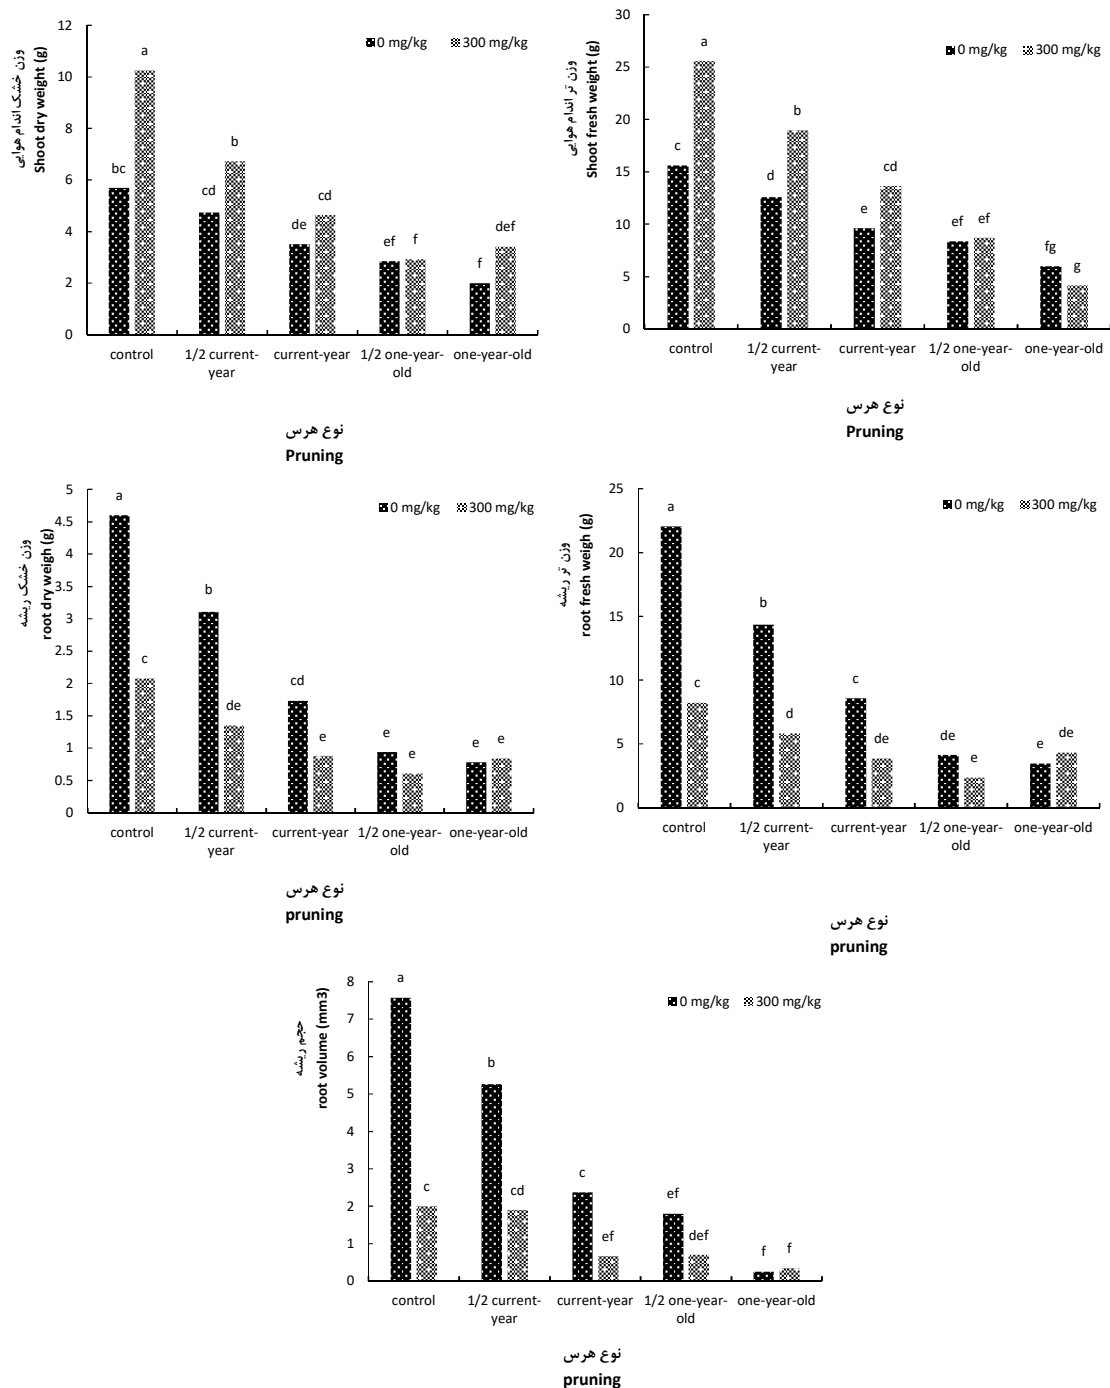 وزن خشک اندام هوایی
Shoot dry weight (g)
12
10
8
6
4
2
0
0 mg/kg 300 mg/kg
bc a cd b de cd ef f f def
control 1/2 current-year current-year 1/2 one-year-old one-year-old
نوع هرس
Pruning
وزن تر اندام هوایی
Shoot fresh weight (g)
30
25
20
15
10
5
0
0 mg/kg 300 mg/kg
c a d b e cd ef ef fg g
control 1/2 current-year current-year 1/2 one-year-old one-year-old
نوع هرس
Pruning
وزن خشک ریشه
root dry weigh (g)
5
4.5
4
3.5
3
2.5
2
1.5
1
0.5
0
0 mg/kg 300 mg/kg
a c b de cd e e e e e
control 1/2 current-year current-year 1/2 one-year-old one-year-old
نوع هرس
pruning
وزن تر ریشه
root fresh weigh (g)
25
20
15
10
5
0
0 mg/kg 300 mg/kg
a c b d c de de e e de
control 1/2 current-year current-year 1/2 one-year-old one-year-old
نوع هرس
pruning
حجم ریشه
root volume (mm3)
8
7
6
5
4
3
2
1
0
0 mg/kg 300 mg/kg
a c b cd c ef ef def f f
control 1/2 current-year current-year 1/2 one-year-old one-year-old
نوع هرس
pruning